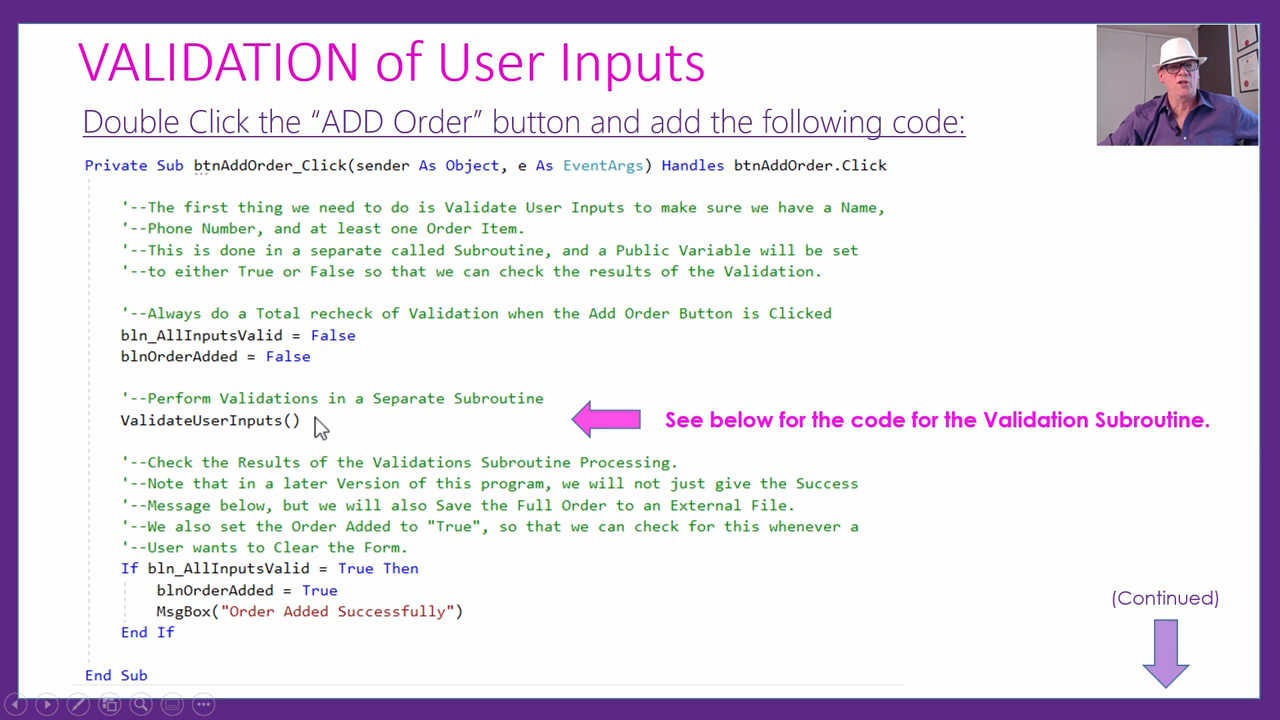 VALIDATION of User Inputs
Double Click the “ADD Order” button and add the following code:
Private Sub btnAddOrder_Click(sender As Object, e As EventArgs) Handles btnAddOrder.Click
'--The first thing we need to do is Validate User Inputs to make sure we have a Name,
'--Phone Number, and at least one Order Item.
'--This is done in a separate called Subroutine, and a Public Variable will be set
'--to either True or False so that we can check the results of the Validation.
'--Always do a Total recheck of Validation when the Add Order Button is Clicked
bln_AllInputsValid = False
blnOrderAdded = False
'--Perform Validations in a Separate Subroutine
ValidateUserInputs()
See below for the code for the Validation Subroutine.
'--Check the Results of the Validations Subroutine Processing.
'--Note that in a later Version of this program, we will not just give the Success
'--Message below, but we will also Save the Full Order to an External File.
'--We also set the Order Added to "True", so that we can check for this whenever a
'--User wants to Clear the Form.
If bln_AllInputsValid = True Then
blnOrderAdded = True
MsgBox("Order Added Successfully")
End If
End Sub
(Continued)